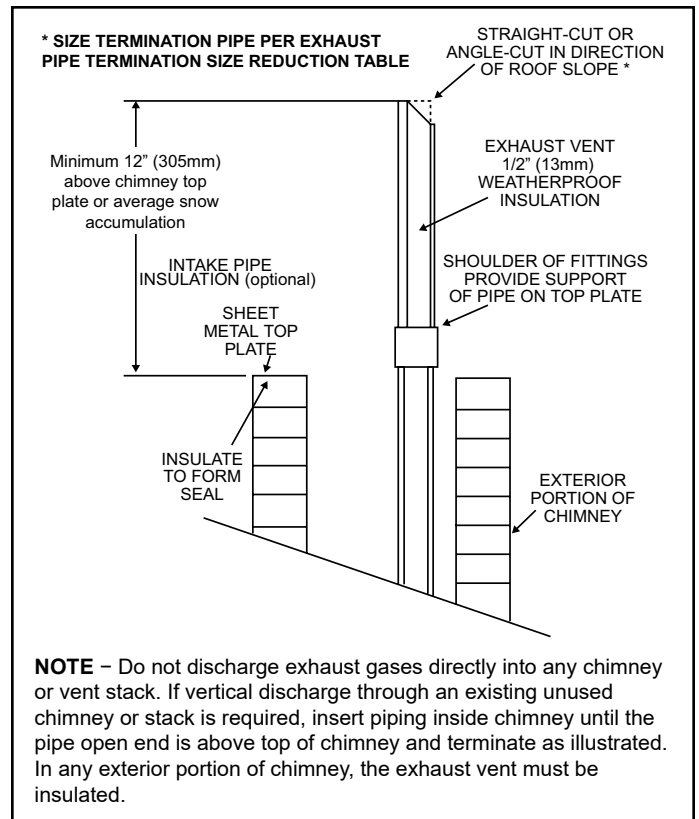 * SIZE TERMINATION PIPE PER EXHAUST
PIPE TERMINATION SIZE REDUCTION TABLE
STRAIGHT-CUT OR
ANGLE-CUT IN DIRECTION
OF ROOF SLOPE *
Minimum 12” (305mm)
above chimney top
plate or average snow
accumulation
EXHAUST VENT
1/2” (13mm)
WEATHERPROOF
INSULATION
INTAKE PIPE
INSULATION (optional)
SHOULDER OF FITTINGS
PROVIDE SUPPORT
OF PIPE ON TOP PLATE
SHEET
METAL TOP
PLATE
INSULATE
TO FORM
SEAL
EXTERIOR
PORTION OF
CHIMNEY
NOTE − Do not discharge exhaust gases directly into any chimney
or vent stack. If vertical discharge through an existing unused
chimney or stack is required, insert piping inside chimney until the
pipe open end is above top of chimney and terminate as illustrated.
In any exterior portion of chimney, the exhaust vent must be
insulated.